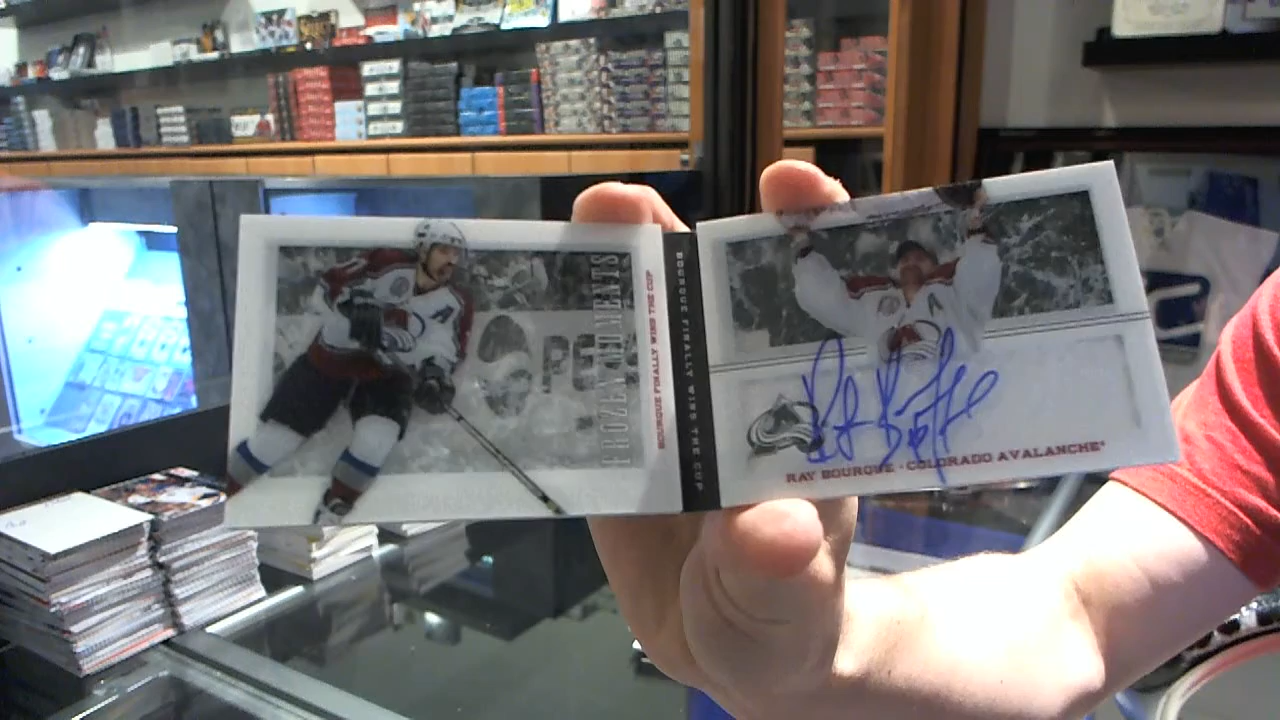 FROZEN MOMENTS
BOURQUE FINALLY WINS THE CUP
BOURQUE FINALLY WINS THE CUP
A
A
RAY BOURQUE · COLORADO AVALANCHE